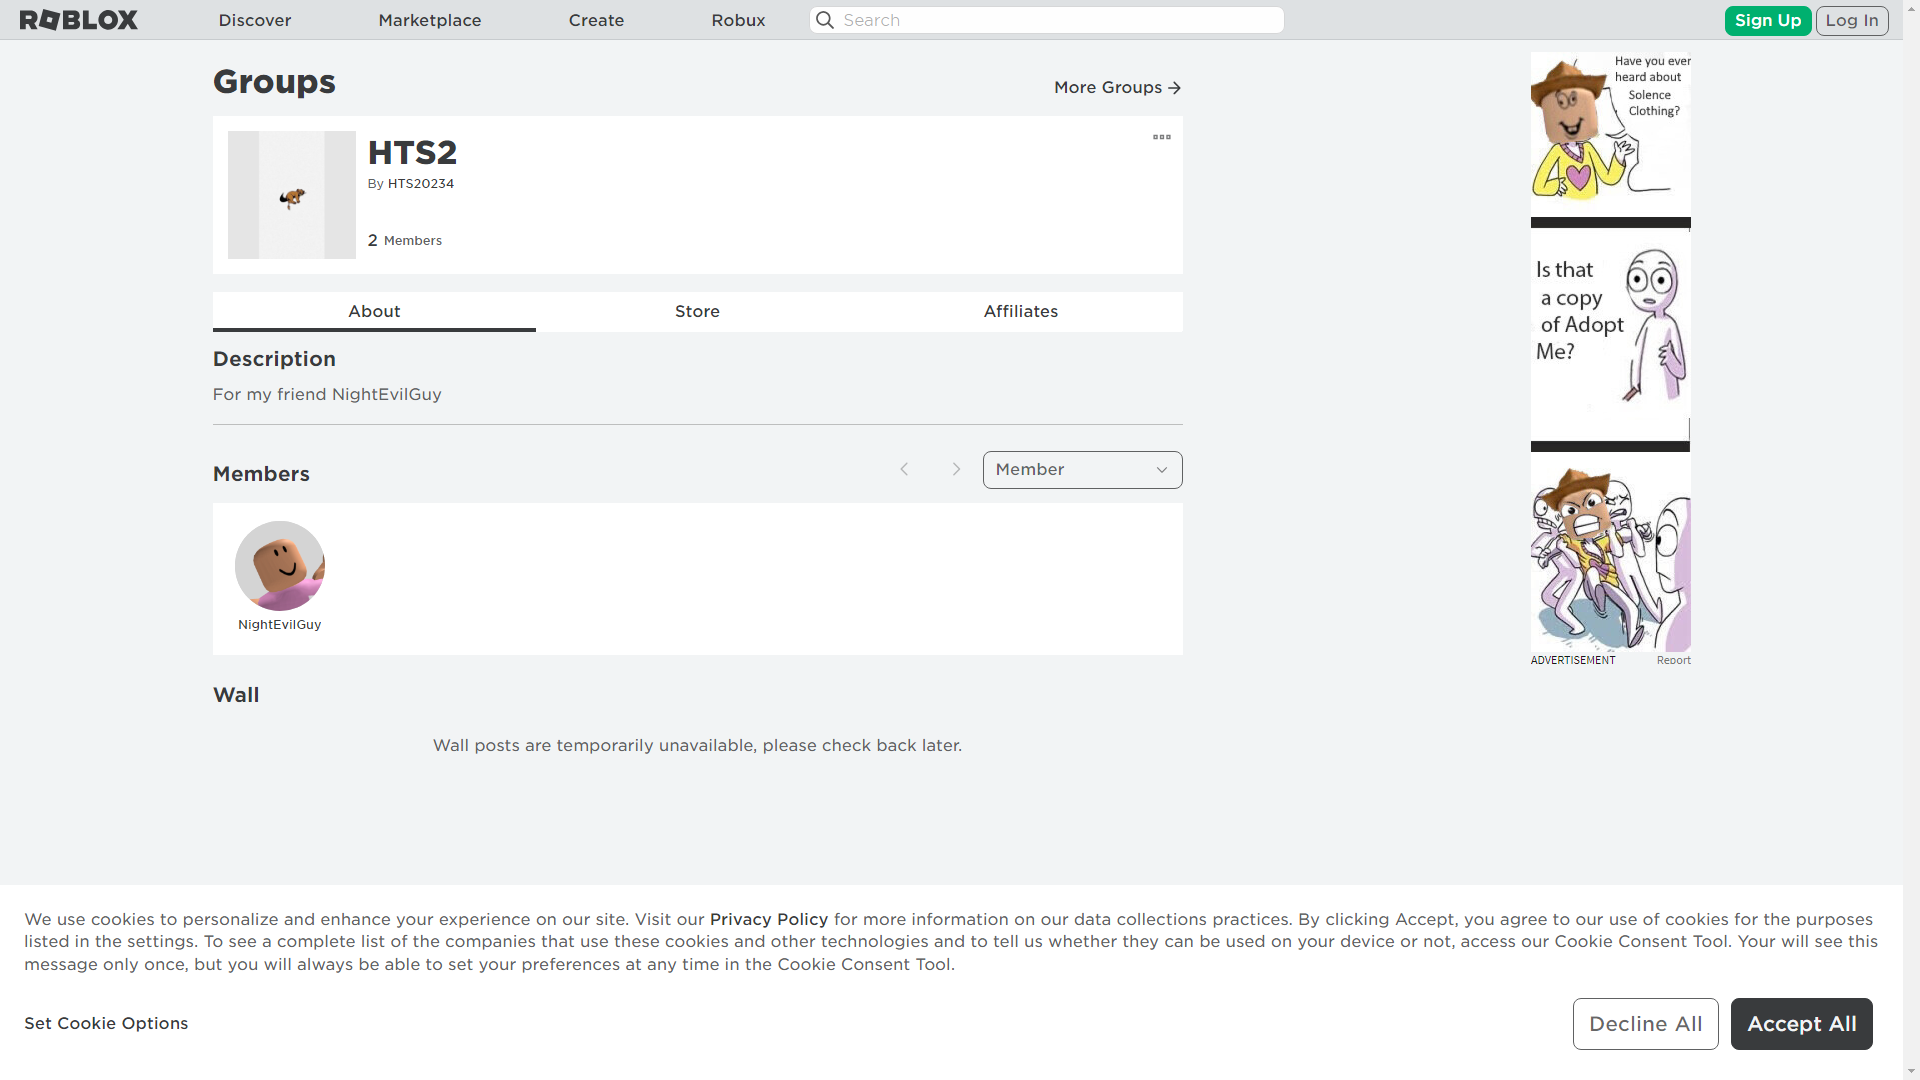 ROBLOX
Discover
Marketplace
Create
Robux
Search
Sign Up
Log In
Groups
More Groups
HTS2
By HTS20234
2 Members
About
Store
Affiliates
Description
For my friend NightEvilGuy
Members
Member
NightEvilGuy
Wall
Wall posts are temporarily unavailable, please check back later.
Have you ever
heard about
Solence
Clothing?
Is that
a copy
of Adopt
Me?
ADVERTISEMENT
Report
We use cookies to personalize and enhance your experience on our site. Visit our Privacy Policy for more information on our data collections practices. By clicking Accept, you agree to our use of cookies for the purposes
listed in the settings. To see a complete list of the companies that use these cookies and other technologies and to tell us whether they can be used on your device or not, access our Cookie Consent Tool. Your will see this
message only once, but you will always be able to set your preferences at any time in the Cookie Consent Tool.
Set Cookie Options
Decline All
Accept All